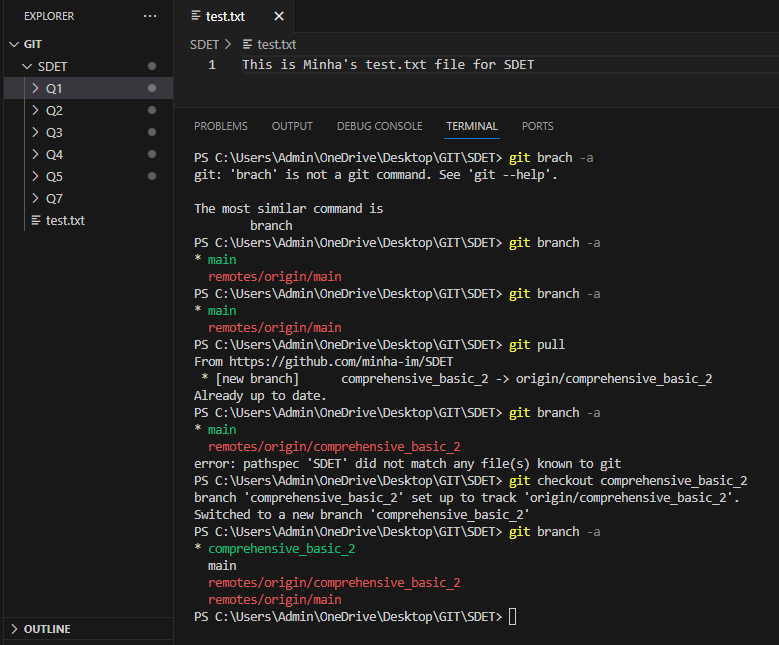 EXPLORER
...
GIT
SDET
Q1
Q2
Q3
Q4
Q5
Q7
test.txt
OUTLINE
test.txt
SDET > test.txt
1 This is Minha's test.txt file for SDET
PROBLEMS OUTPUT DEBUG CONSOLE TERMINAL PORTS
PS C:\Users\Admin\OneDrive\Desktop\GIT\SDET> git brach -a
git: 'brach' is not a git command. See 'git --help'.
The most similar command is
branch
PS C:\Users\Admin\OneDrive\Desktop\GIT\SDET> git branch -a
* main
remotes/origin/main
PS C:\Users\Admin\OneDrive\Desktop\GIT\SDET> git branch -a
* main
remotes/origin/main
PS C:\Users\Admin\OneDrive\Desktop\GIT\SDET> git pull
From https://github.com/minha-im/SDET
* [new branch] comprehensive_basic_2 -> origin/comprehensive_basic_2
Already up to date.
PS C:\Users\Admin\OneDrive\Desktop\GIT\SDET> git branch -a
* main
remotes/origin/comprehensive_basic_2
error: pathspec 'SDET' did not match any file(s) known to git
PS C:\Users\Admin\OneDrive\Desktop\GIT\SDET> git checkout comprehensive_basic_2
branch 'comprehensive_basic_2' set up to track 'origin/comprehensive_basic_2'.
Switched to a new branch 'comprehensive_basic_2'
PS C:\Users\Admin\OneDrive\Desktop\GIT\SDET> git branch -a
* comprehensive_basic_2
main
remotes/origin/comprehensive_basic_2
remotes/origin/main
PS C:\Users\Admin\OneDrive\Desktop\GIT\SDET>